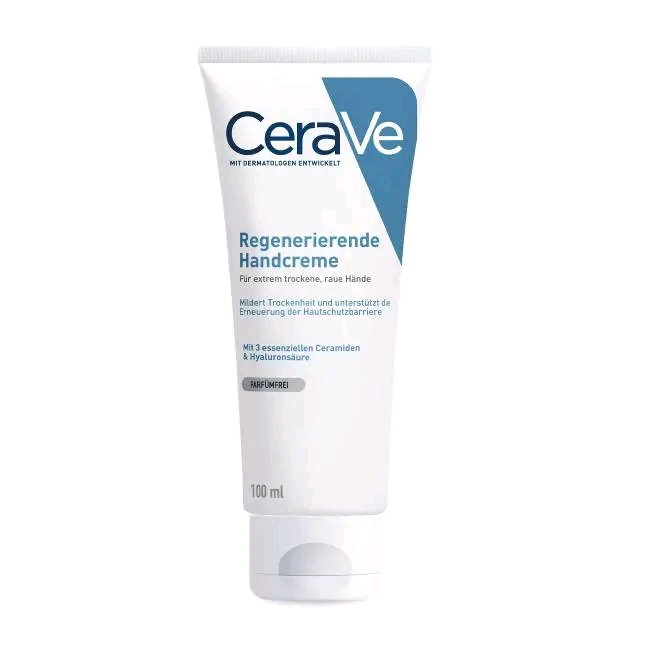 CeraVe
MIT DERMATOLOGEN ENTWICKELT
Regenerierende
Handcreme
Für extrem trockene, raue Hände
Mildert Trockenheit und unterstützt die
Erneuerung der Hautschutzbarriere
Mit 3 essenziellen Ceramiden
& Hyaluronsäure
PARFÜMFREI
100 ml